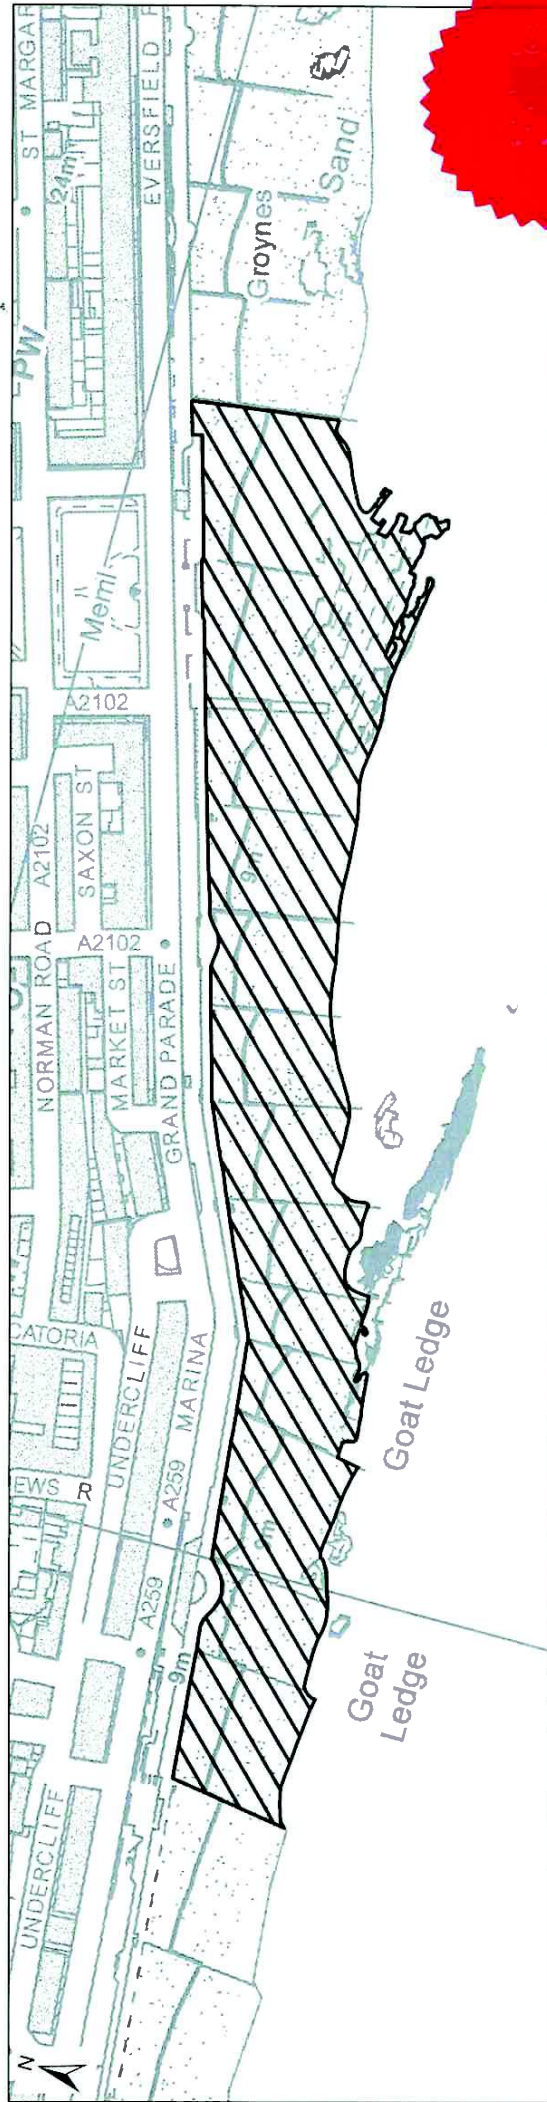 N
UNDERCLIFF
9m
A259
A259
MARINA
UNDERCLIFF
EWS
R
CATORIA
GRAND PARADE
MARKET ST
NORMAN ROAD
A2102
A2102
SAXON ST
A2102
Meml
PW
24m
ST MARGAR
EVERSFIELD
Groynes
Sand
9m
Goat Ledge
Goat
Ledge